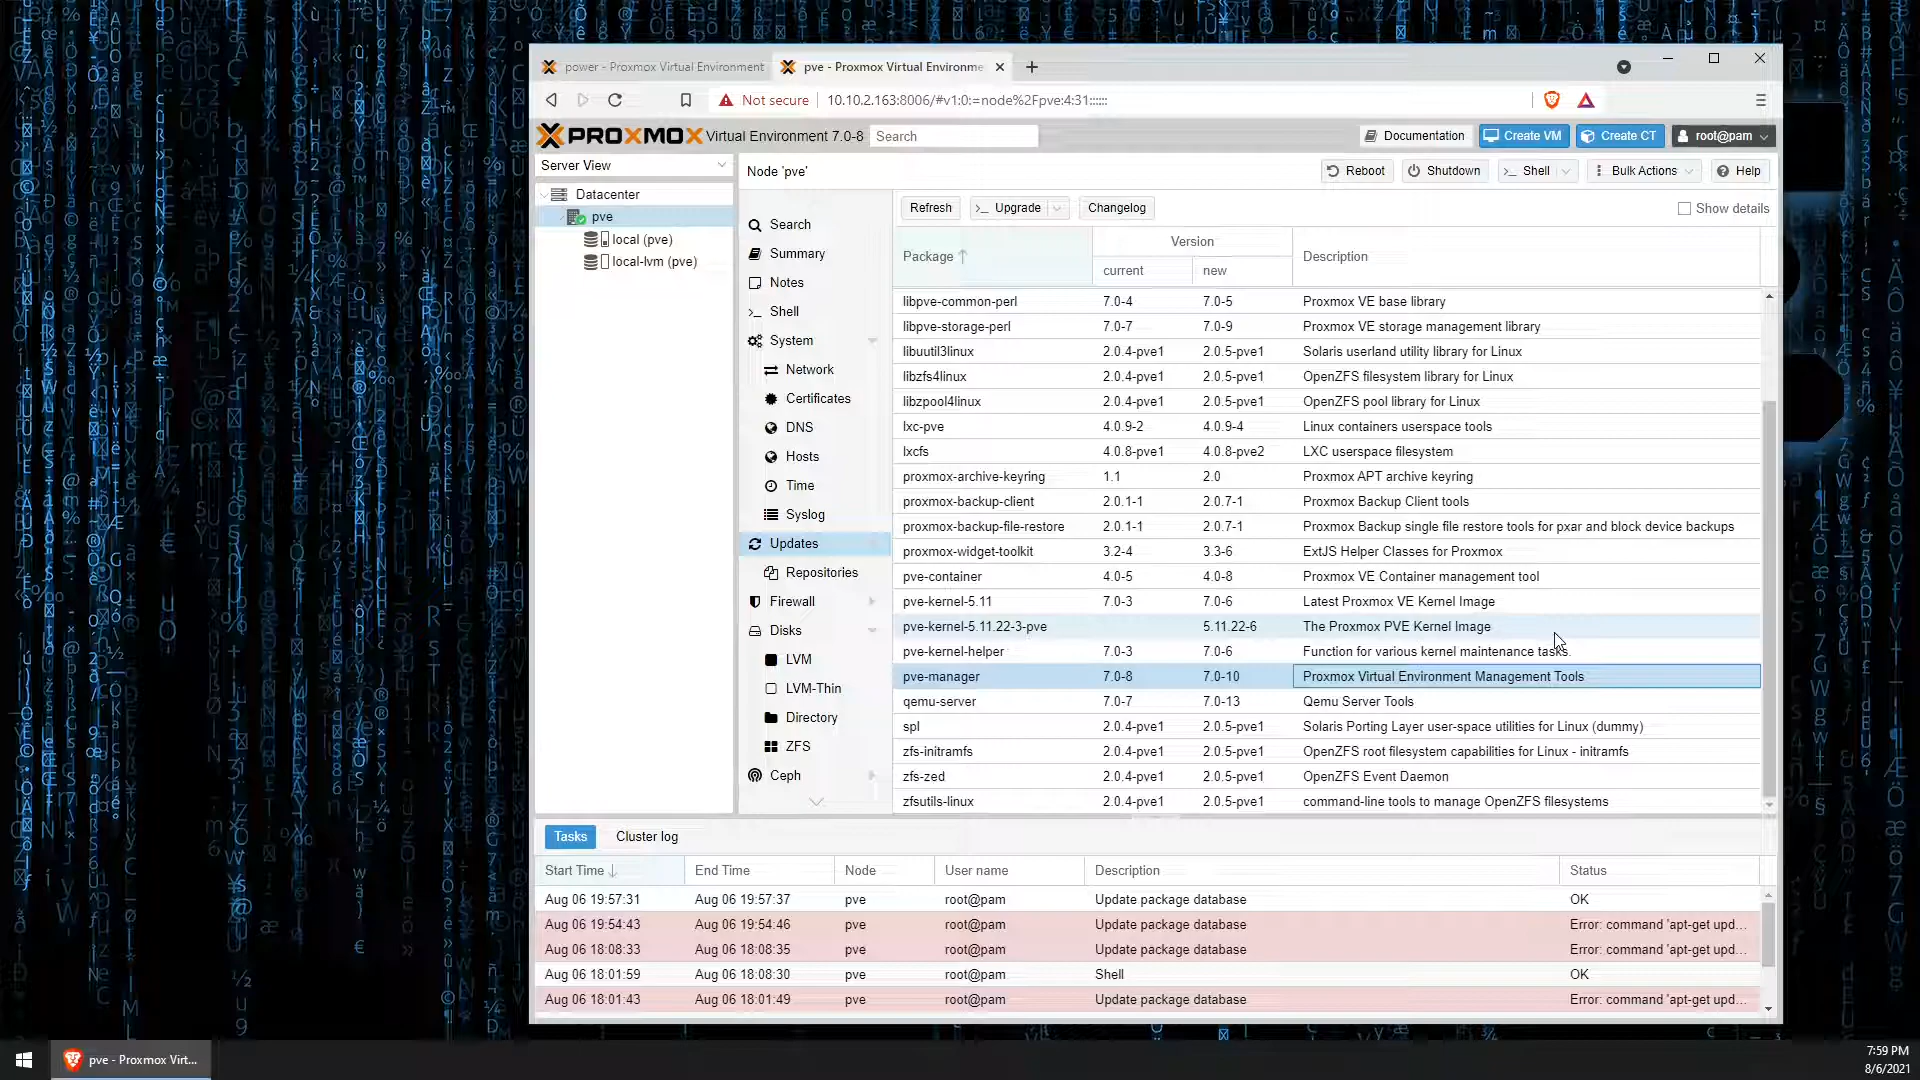 power - Proxmox Virtual Environment
pve - Proxmox Virtual Environme
Not secure
10.10.2.163:8006/#v1:0:=node%2Fpve:4:31::::::
PROXMOX Virtual Environment 7.0-8
Search
Documentation
Create VM
Create CT
root@pam
Server View
Datacenter
pve
local (pve)
local-lvm (pve)
Node 'pve'
Reboot
Shutdown
Shell
Bulk Actions
Help
Search
Summary
Notes
Shell
System
Network
Certificates
DNS
Hosts
Time
Syslog
Updates
Repositories
Firewall
Disks
LVM
LVM-Thin
Directory
ZFS
Ceph
Refresh
Upgrade
Changelog
Show details
Package
Version
Description
current
new
libpve-common-perl 7.0-4 7.0-5 Proxmox VE base library
libpve-storage-perl 7.0-7 7.0-9 Proxmox VE storage management library
libuutil3linux 2.0.4-pve1 2.0.5-pve1 Solaris userland utility library for Linux
libzfs4linux 2.0.4-pve1 2.0.5-pve1 OpenZFS filesystem library for Linux
libzpool4linux 2.0.4-pve1 2.0.5-pve1 OpenZFS pool library for Linux
lxc-pve 4.0.9-2 4.0.9-4 Linux containers userspace tools
lxcfs 4.0.8-pve1 4.0.8-pve2 LXC userspace filesystem
proxmox-archive-keyring 1.1 2.0 Proxmox APT archive keyring
proxmox-backup-client 2.0.1-1 2.0.7-1 Proxmox Backup Client tools
proxmox-backup-file-restore 2.0.1-1 2.0.7-1 Proxmox Backup single file restore tools for pxar and block device backups
proxmox-widget-toolkit 3.2-4 3.3-6 ExtJS Helper Classes for Proxmox
pve-container 4.0-5 4.0-8 Proxmox VE Container management tool
pve-kernel-5.11 7.0-3 7.0-6 Latest Proxmox VE Kernel Image
pve-kernel-5.11.22-3-pve 5.11.22-6 The Proxmox PVE Kernel Image
pve-kernel-helper 7.0-3 7.0-6 Function for various kernel maintenance tasks.
pve-manager 7.0-8 7.0-10 Proxmox Virtual Environment Management Tools
qemu-server 7.0-7 7.0-13 Qemu Server Tools
spl 2.0.4-pve1 2.0.5-pve1 Solaris Porting Layer user-space utilities for Linux (dummy)
zfs-initramfs 2.0.4-pve1 2.0.5-pve1 OpenZFS root filesystem capabilities for Linux - initramfs
zfs-zed 2.0.4-pve1 2.0.5-pve1 OpenZFS Event Daemon
zfsutils-linux 2.0.4-pve1 2.0.5-pve1 command-line tools to manage OpenZFS filesystems
Tasks
Cluster log
Start Time End Time Node User name Description Status
Aug 06 19:57:31 Aug 06 19:57:37 pve root@pam Update package database OK
Aug 06 19:54:43 Aug 06 19:54:46 pve root@pam Update package database Error: command 'apt-get upd...
Aug 06 18:08:33 Aug 06 18:08:35 pve root@pam Update package database Error: command 'apt-get upd...
Aug 06 18:01:59 Aug 06 18:08:30 pve root@pam Shell OK
Aug 06 18:01:43 Aug 06 18:01:49 pve root@pam Update package database Error: command 'apt-get upd...
pve - Proxmox Virt...
7:59 PM
8/6/2021